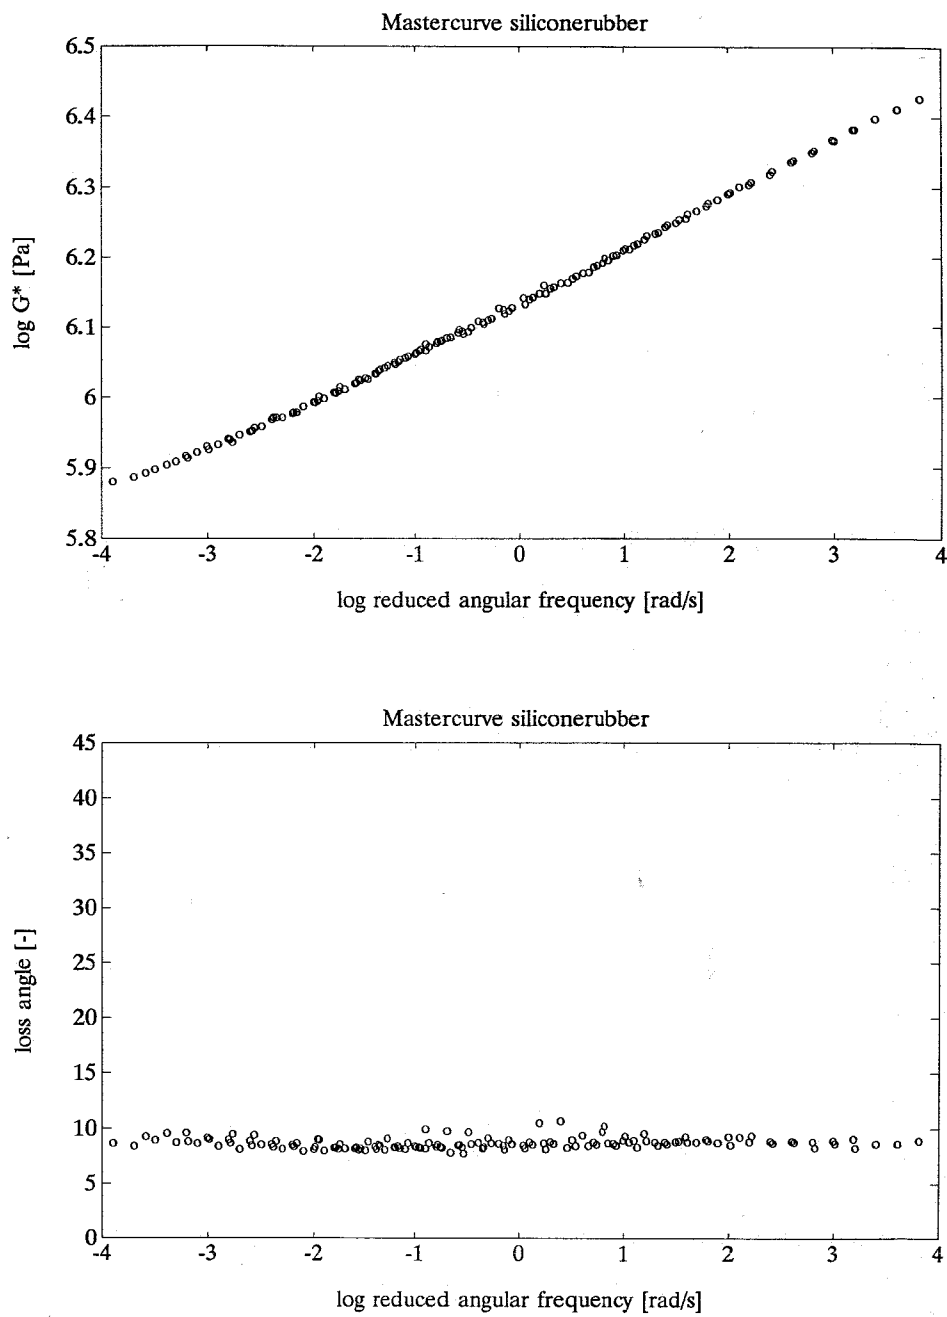 Mastercurve siliconerubber
6.5
6.4
6.3
6.2
6.1
6
5.9
5.8
log G* [Pa]
-4 -3 -2 -1 0 1 2 3 4
log reduced angular frequency [rad/s]
Mastercurve siliconerubber
45
40
35
30
25
20
15
10
5
0
loss angle [-]
-4 -3 -2 -1 0 1 2 3 4
log reduced angular frequency [rad/s]